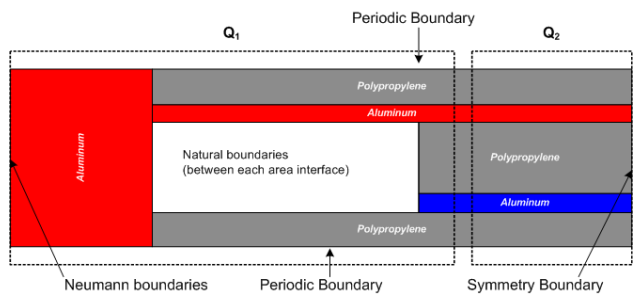 Periodic Boundary
Q₁
Q₂
Polypropylene
Aluminum
Aluminum
Natural boundaries
(between each area interface)
Polypropylene
Aluminum
Polypropylene
Neumann boundaries
Periodic Boundary
Symmetry Boundary